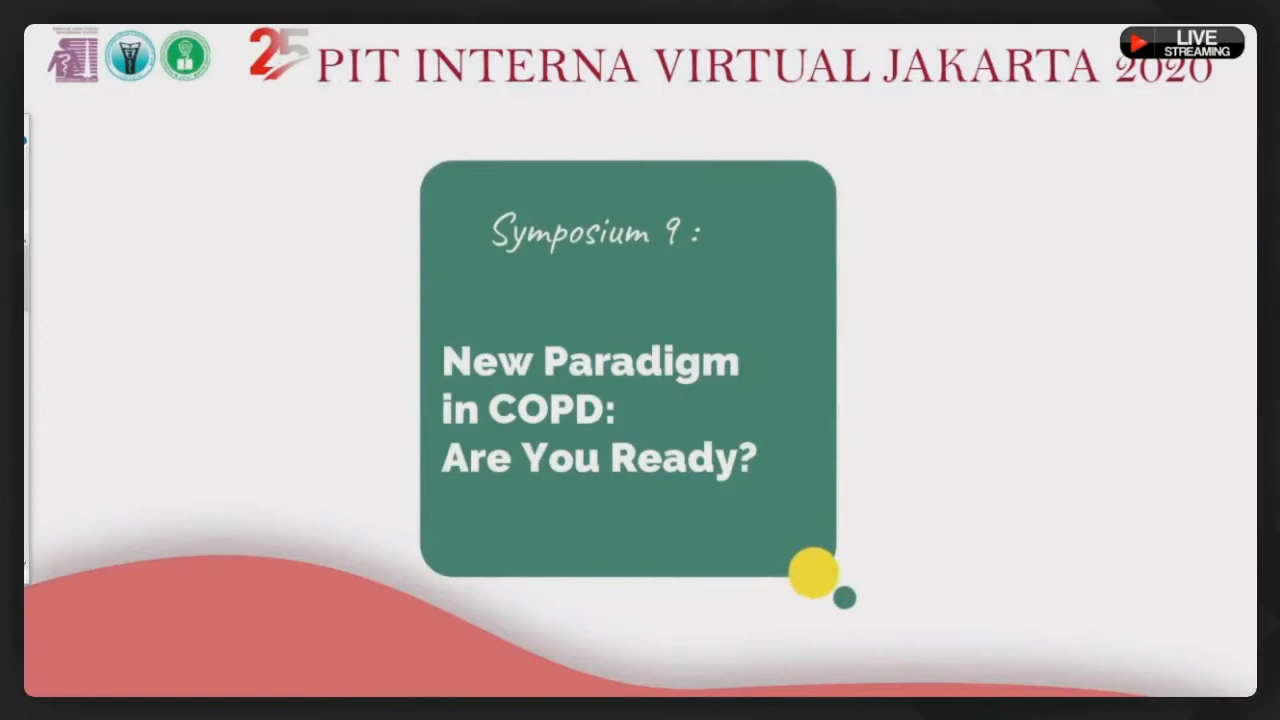 25 PIT INTERNA VIRTUAL JAKARTA 2020
LIVE
STREAMING
Symposium 9 :
New Paradigm
in COPD:
Are You Ready?